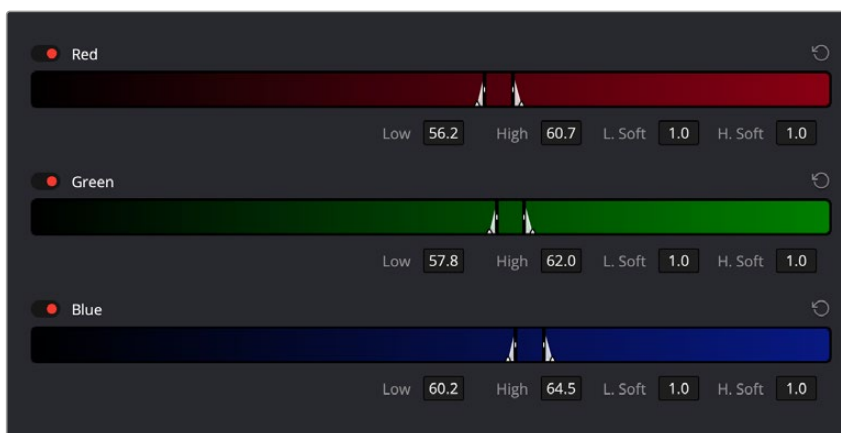 Red
Low 56.2 High 60.7 L. Soft 1.0 H. Soft 1.0
Green
Low 57.8 High 62.0 L. Soft 1.0 H. Soft 1.0
Blue
Low 60.2 High 64.5 L. Soft 1.0 H. Soft 1.0